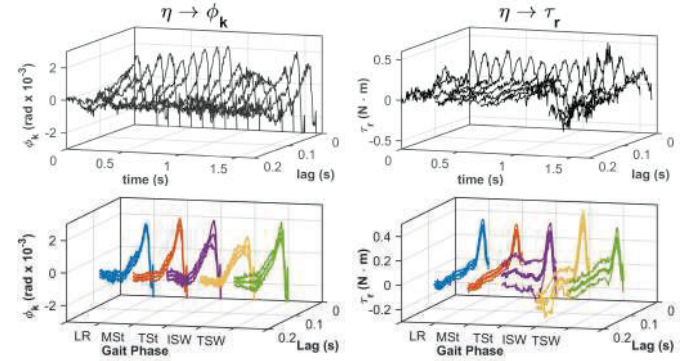 η → ϕk
η → τr
ϕk (rad x 10⁻³)
2
0
-2
0
0.5
1
1.5
time (s)
0.2
0.1
0
lag (s)
τr (N · m)
0.5
0
-0.5
0
0.5
1
1.5
time (s)
0.2
0.1
0
lag (s)
ϕk (rad x 10⁻³)
2
0
-2
LR MSt TSt ISW TSW
Gait Phase
0.2
0.1
0
Lag (s)
τr (N · m)
0.4
0.2
0
-0.2
LR MSt TSt ISW TSW
Gait Phase
0.2
0.1
0
Lag (s)